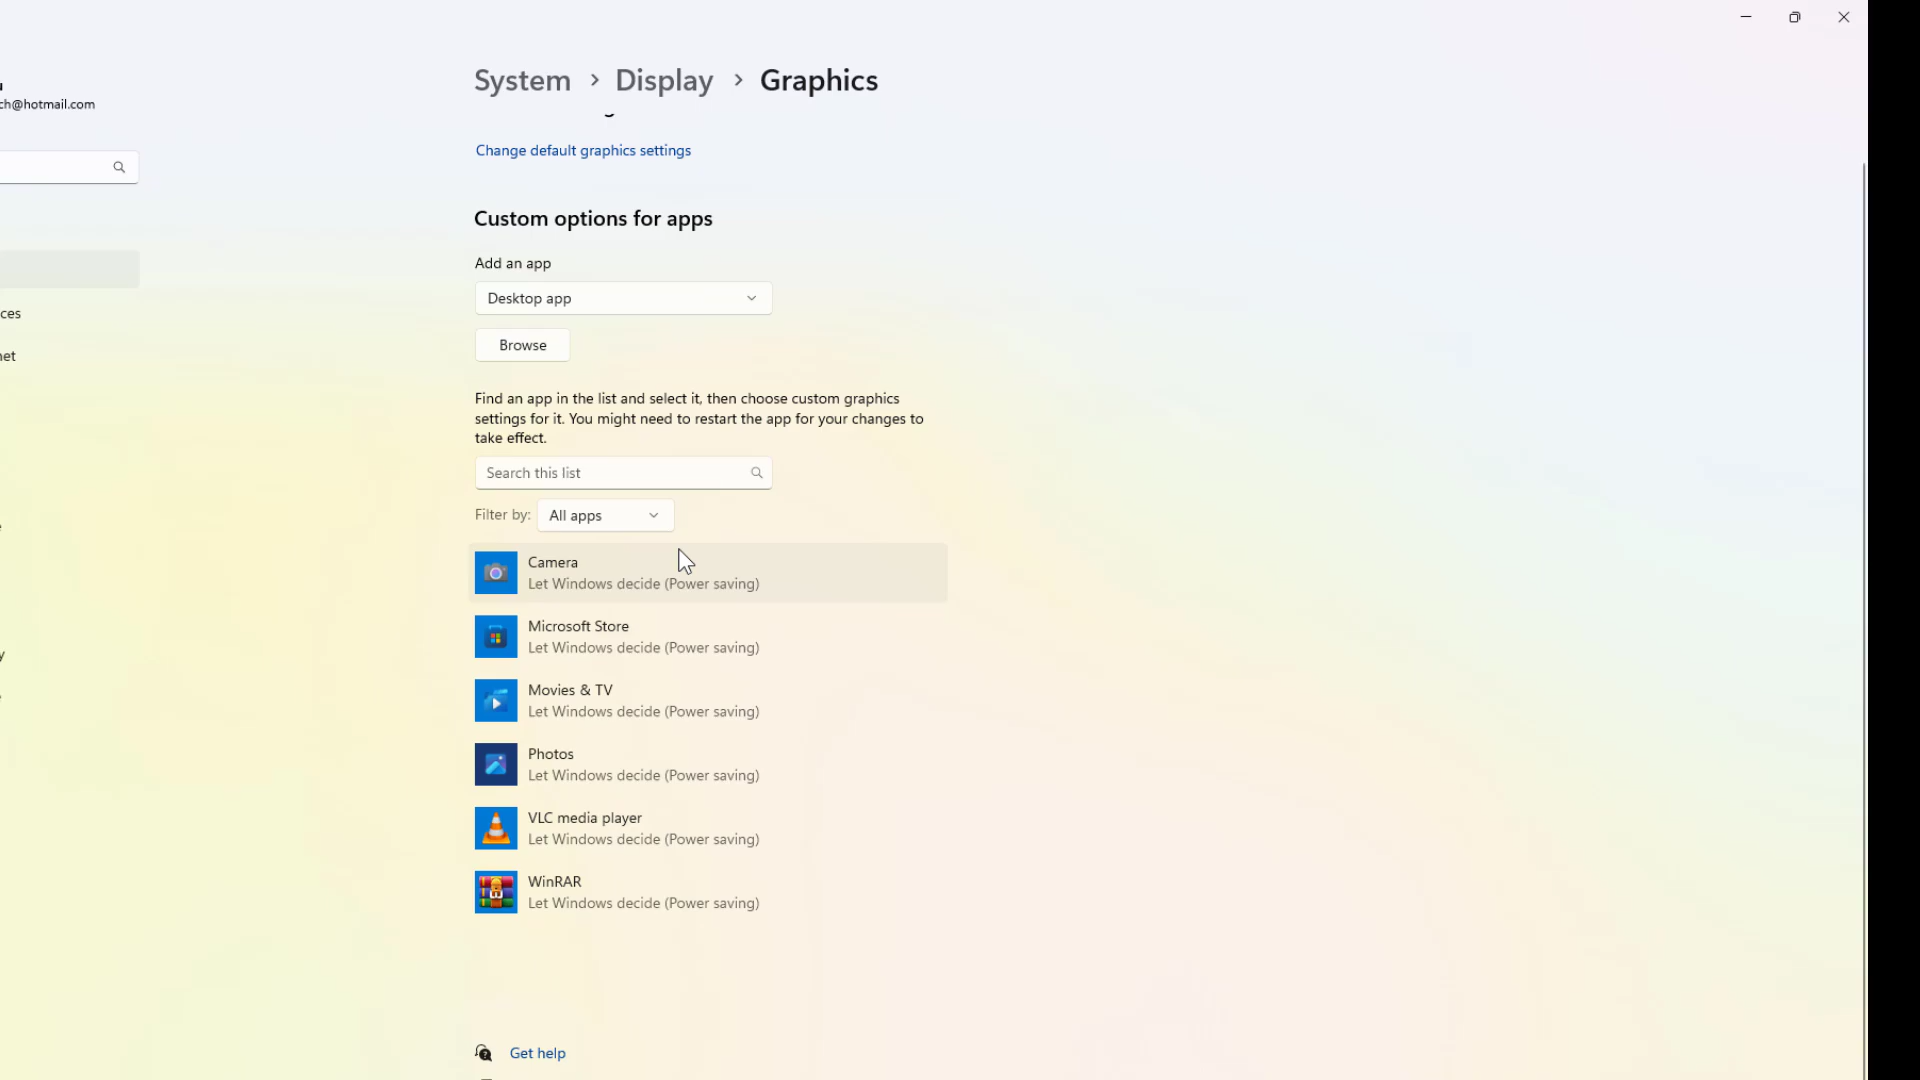 System > Display > Graphics
ch@hotmail.com
Change default graphics settings
Custom options for apps
Add an app
Desktop app
ces
Browse
net
Find an app in the list and select it, then choose custom graphics
settings for it. You might need to restart the app for your changes to
take effect.
Search this list
Filter by: All apps
Camera
Let Windows decide (Power saving)
Microsoft Store
Let Windows decide (Power saving)
Movies & TV
Let Windows decide (Power saving)
Photos
Let Windows decide (Power saving)
VLC media player
Let Windows decide (Power saving)
WinRAR
Let Windows decide (Power saving)
Get help